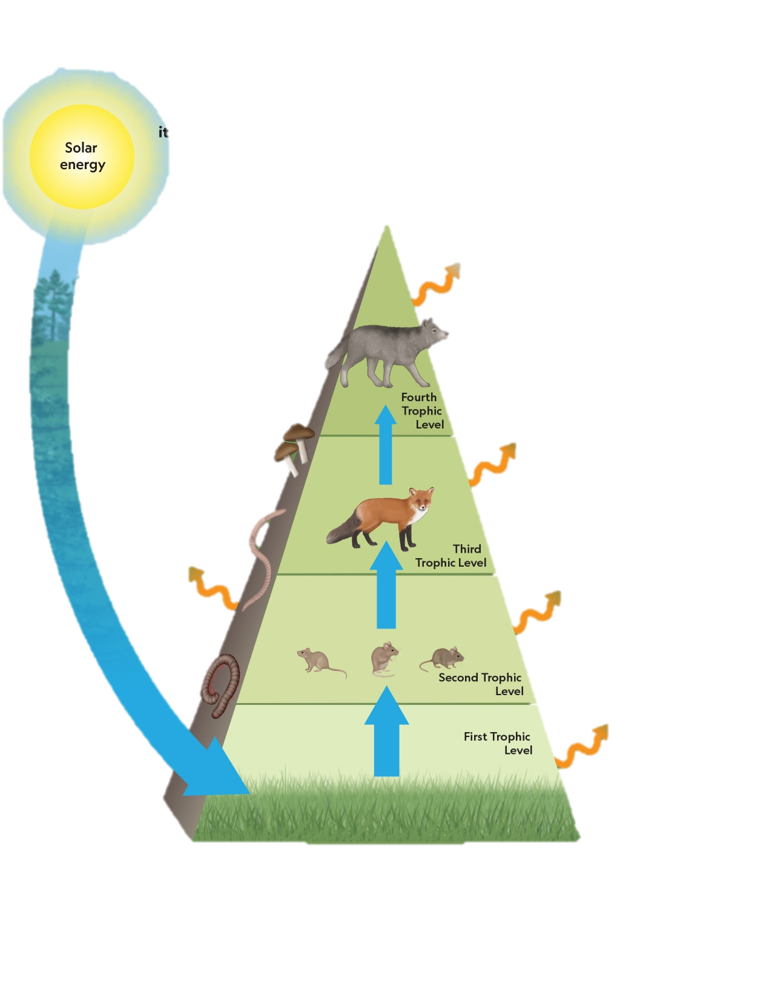 it
Solar
energy
Fourth
Trophic
Level
Third
Trophic Level
Second Trophic
Level
First Trophic
Level